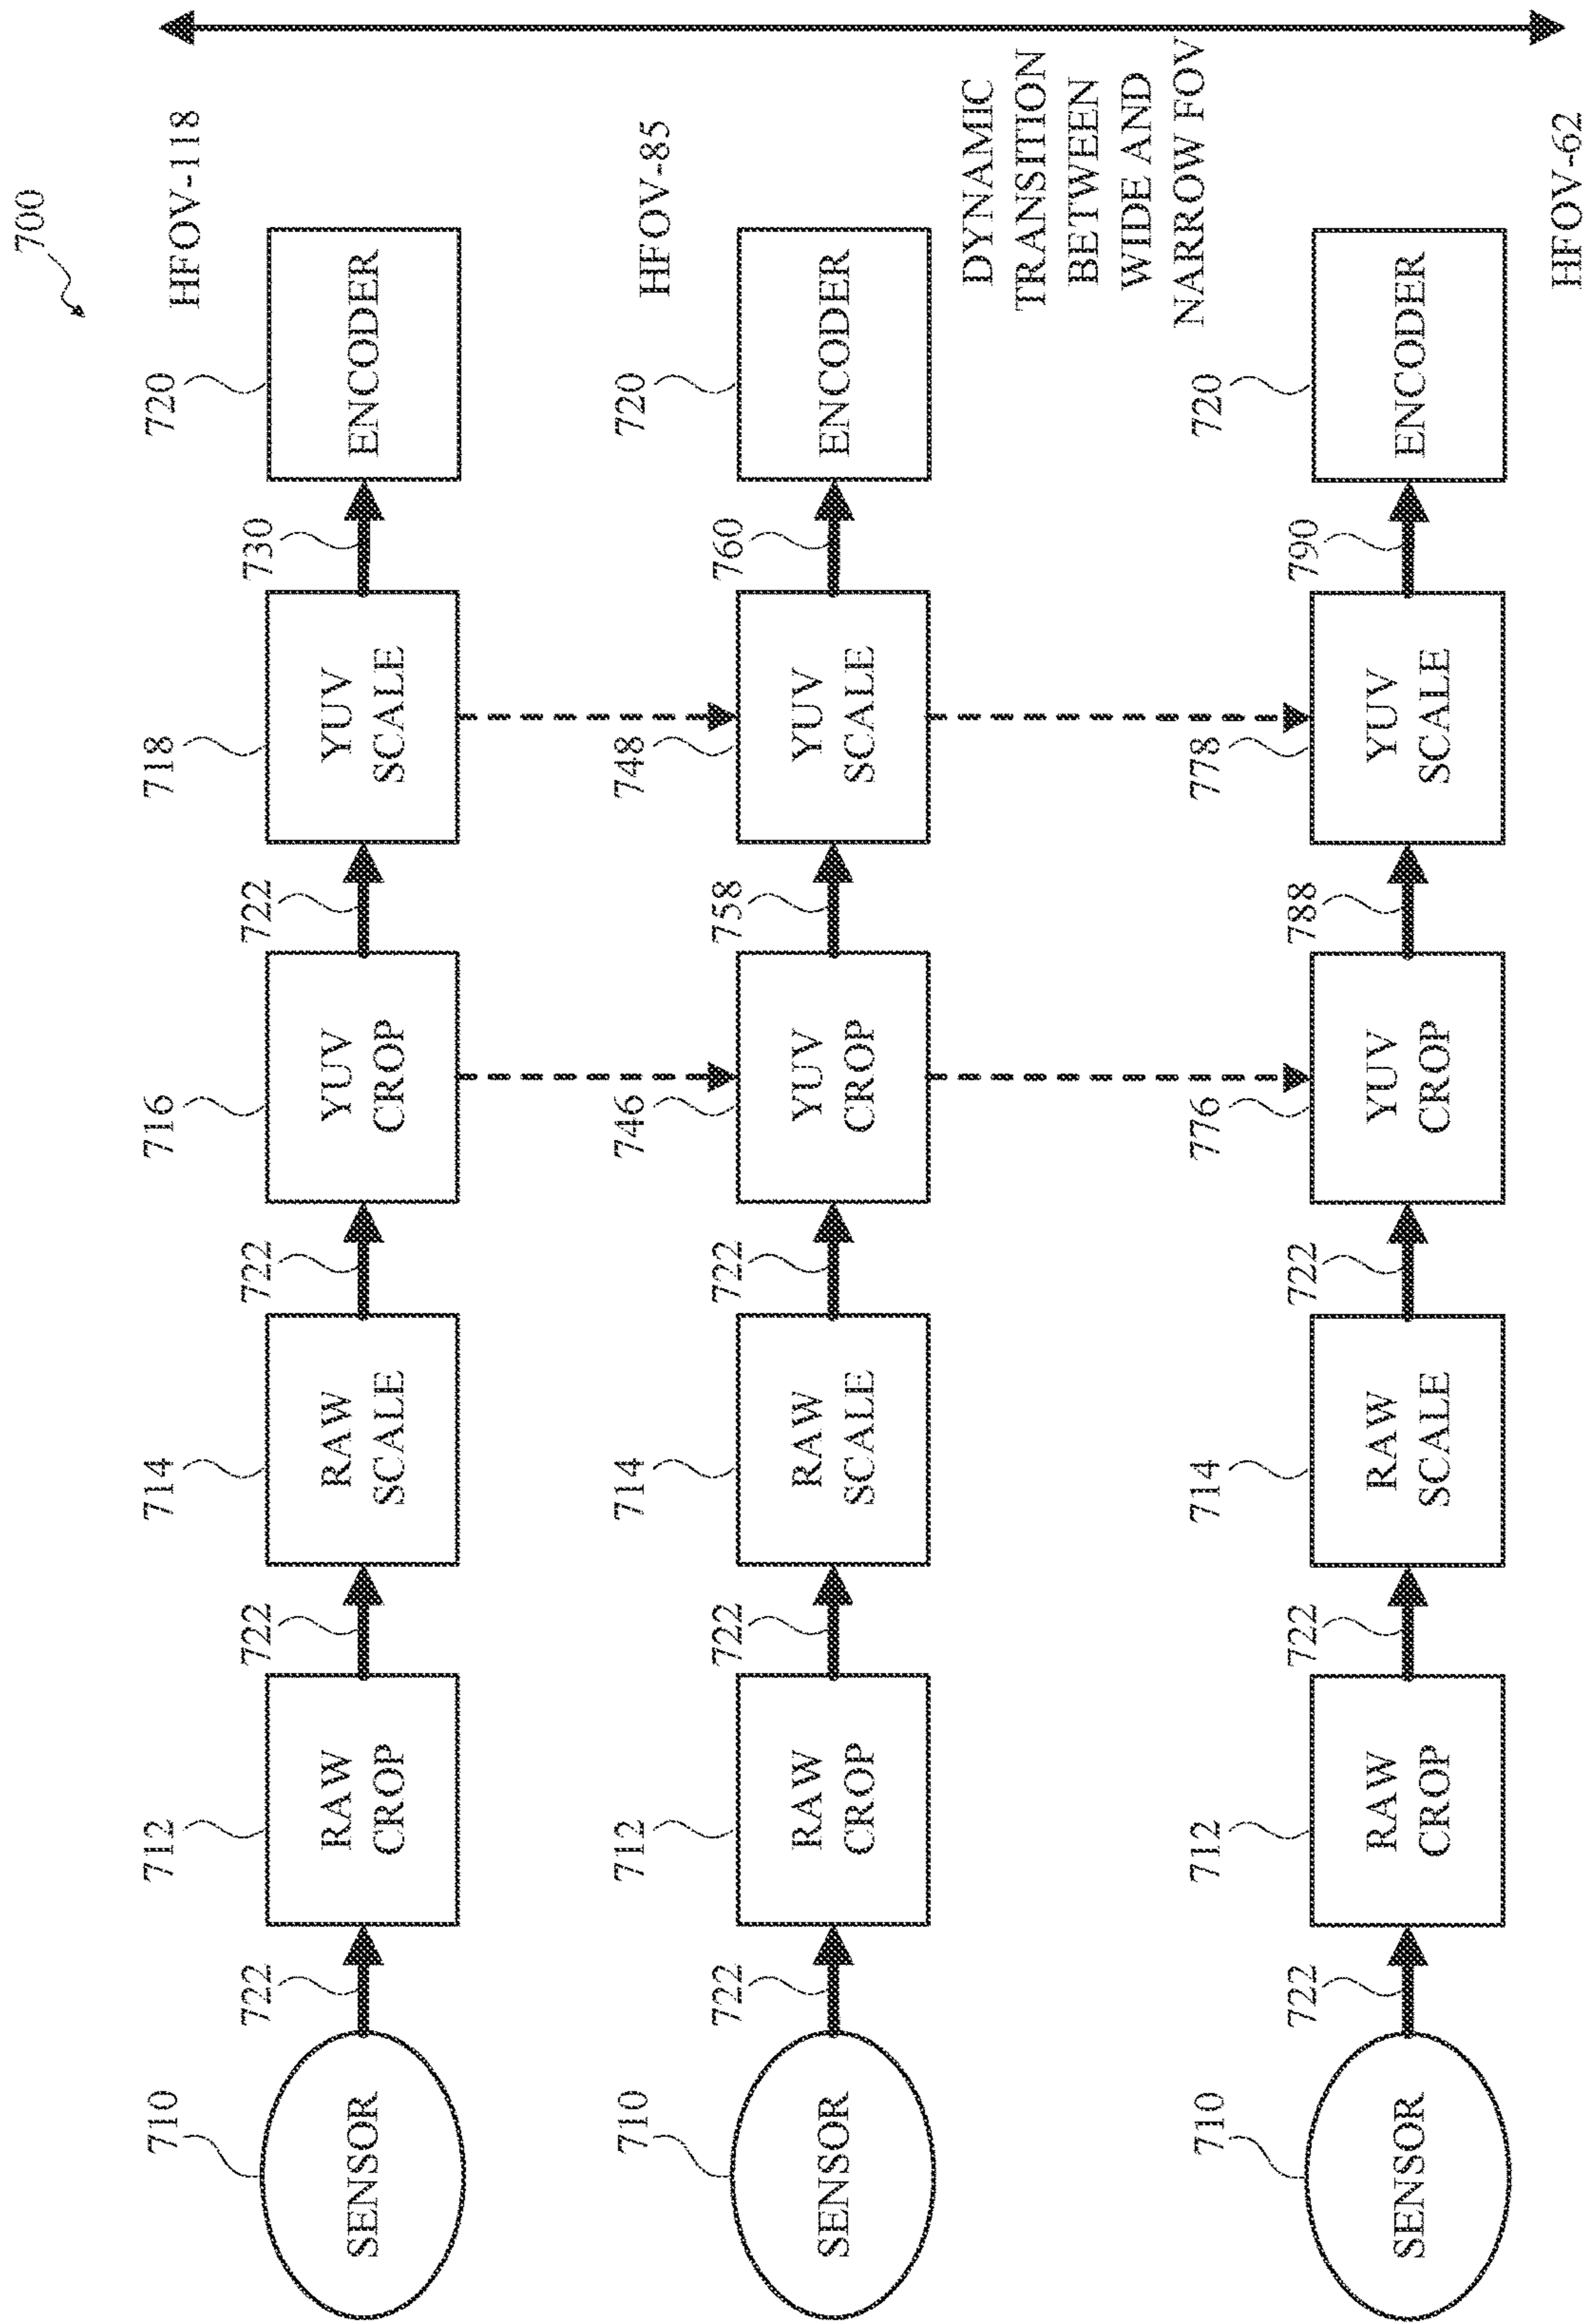 700
HFOV-118
710
722
712
722
714
722
716
722
718
730
720
SENSOR
RAW
CROP
RAW
SCALE
YUV
CROP
YUV
SCALE
ENCODER
HFOV-85
710
722
712
722
714
722
746
758
748
760
720
SENSOR
RAW
CROP
RAW
SCALE
YUV
CROP
YUV
SCALE
ENCODER
DYNAMIC
TRANSITION
BETWEEN
WIDE AND
NARROW FOV
710
722
712
722
714
722
776
788
778
790
720
SENSOR
RAW
CROP
RAW
SCALE
YUV
CROP
YUV
SCALE
ENCODER
HFOV-62